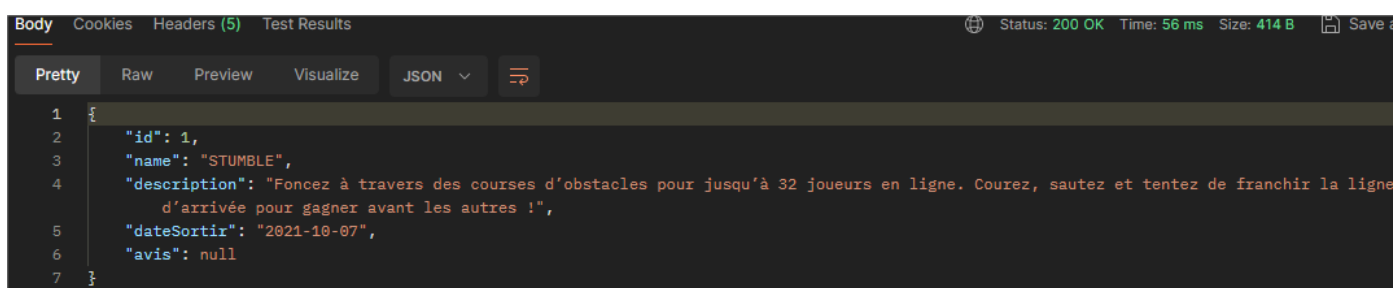 Body Cookies Headers (5) Test Results Status: 200 OK Time: 56 ms Size: 414 B Save
Pretty Raw Preview Visualize JSON
1 {
2 "id": 1,
3 "name": "STUMBLE",
4 "description": "Foncez à travers des courses d’obstacles pour jusqu’à 32 joueurs en ligne. Courez, sautez et tentez de franchir la ligne
d’arrivée pour gagner avant les autres !",
5 "dateSortir": "2021-10-07",
6 "avis": null
7 }